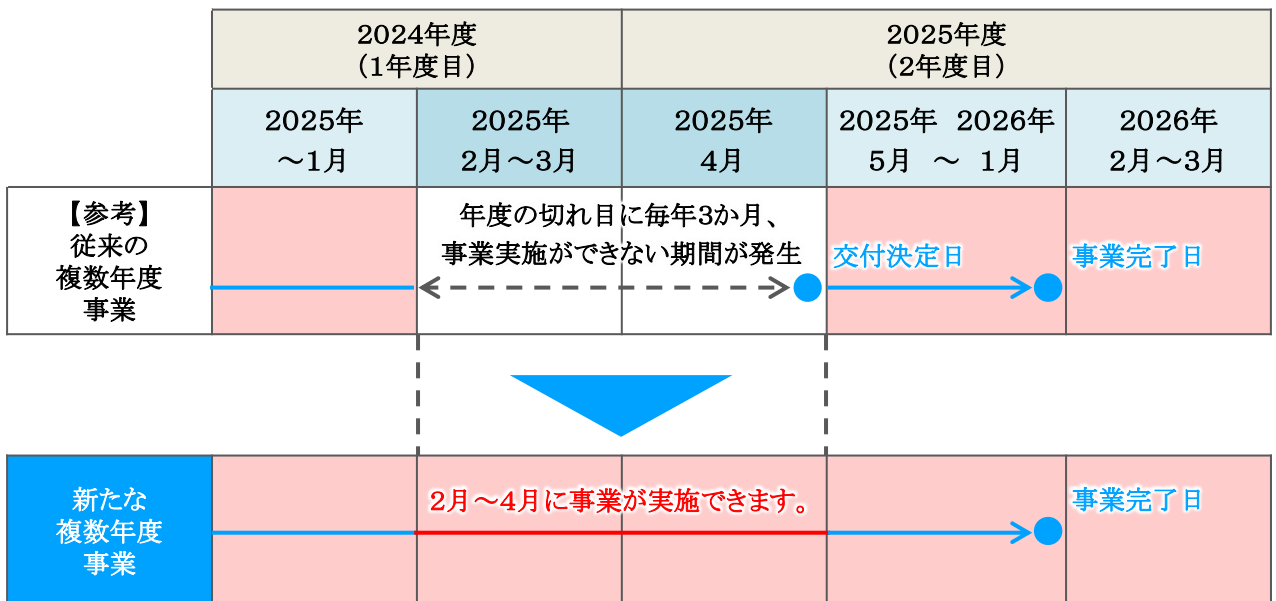 2024年度
（1年度目）
2025年度
（2年度目）
2025年
～1月
2025年
2月～3月
2025年
4月
2025年 2026年
5月 ～ 1月
2026年
2月～3月
【参考】
従来の
複数年度
事業
年度の切れ目に毎年3か月、
事業実施ができない期間が発生
交付決定日
事業完了日
新たな
複数年度
事業
2月～4月に事業が実施できます。
事業完了日